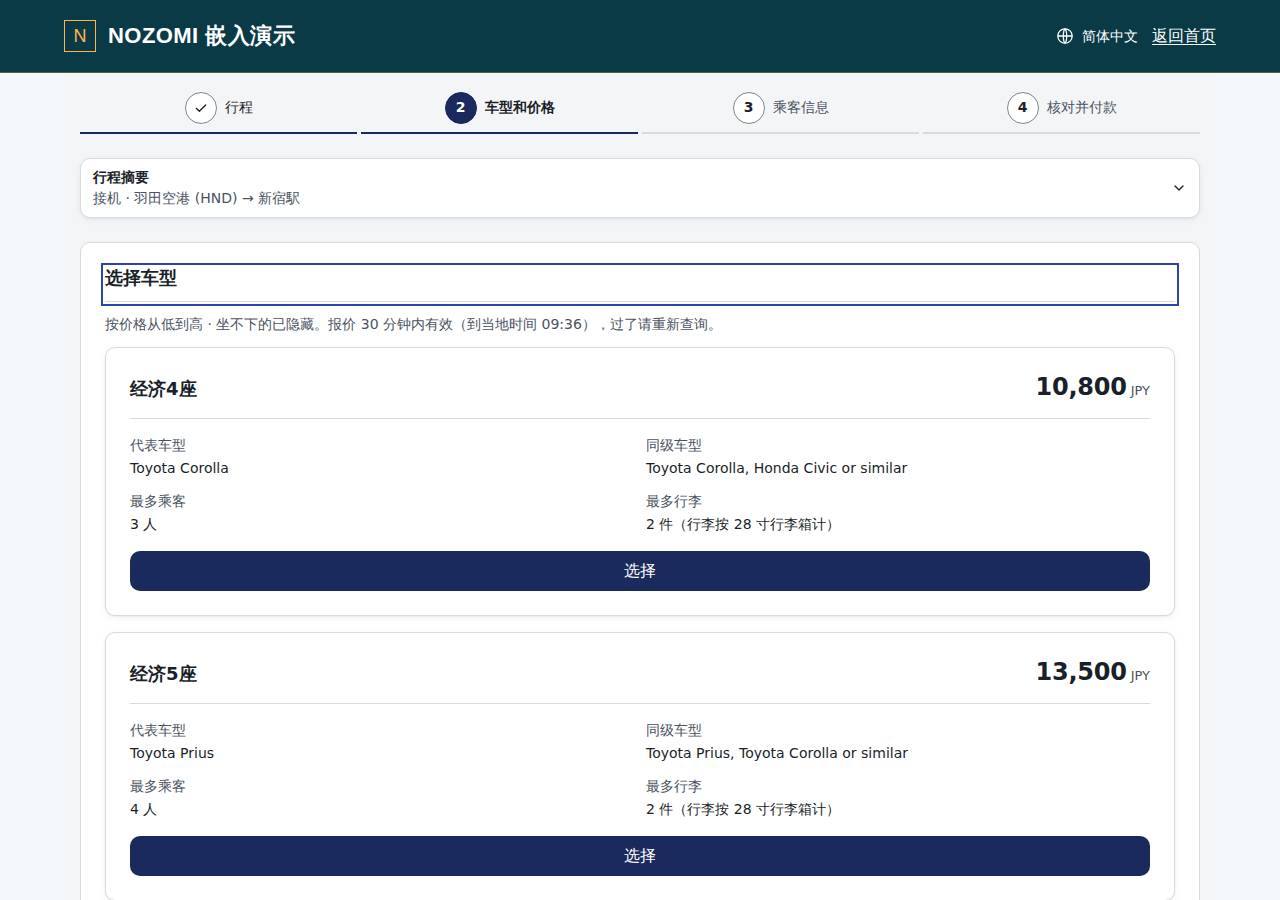 N NOZOMI 嵌入演示
简体中文 返回首页
行程
2 车型和价格
3 乘客信息
4 核对并付款
行程摘要
接机 · 羽田空港 (HND) → 新宿駅
选择车型
按价格从低到高 · 坐不下的已隐藏。报价 30 分钟内有效（到当地时间 09:36），过了请重新查询。
经济4座 10,800 JPY
代表车型 同级车型
Toyota Corolla Toyota Corolla, Honda Civic or similar
最多乘客 最多行李
3 人 2 件（行李按 28 寸行李箱计）
选择
经济5座 13,500 JPY
代表车型 同级车型
Toyota Prius Toyota Prius, Toyota Corolla or similar
最多乘客 最多行李
4 人 2 件（行李按 28 寸行李箱计）
选择